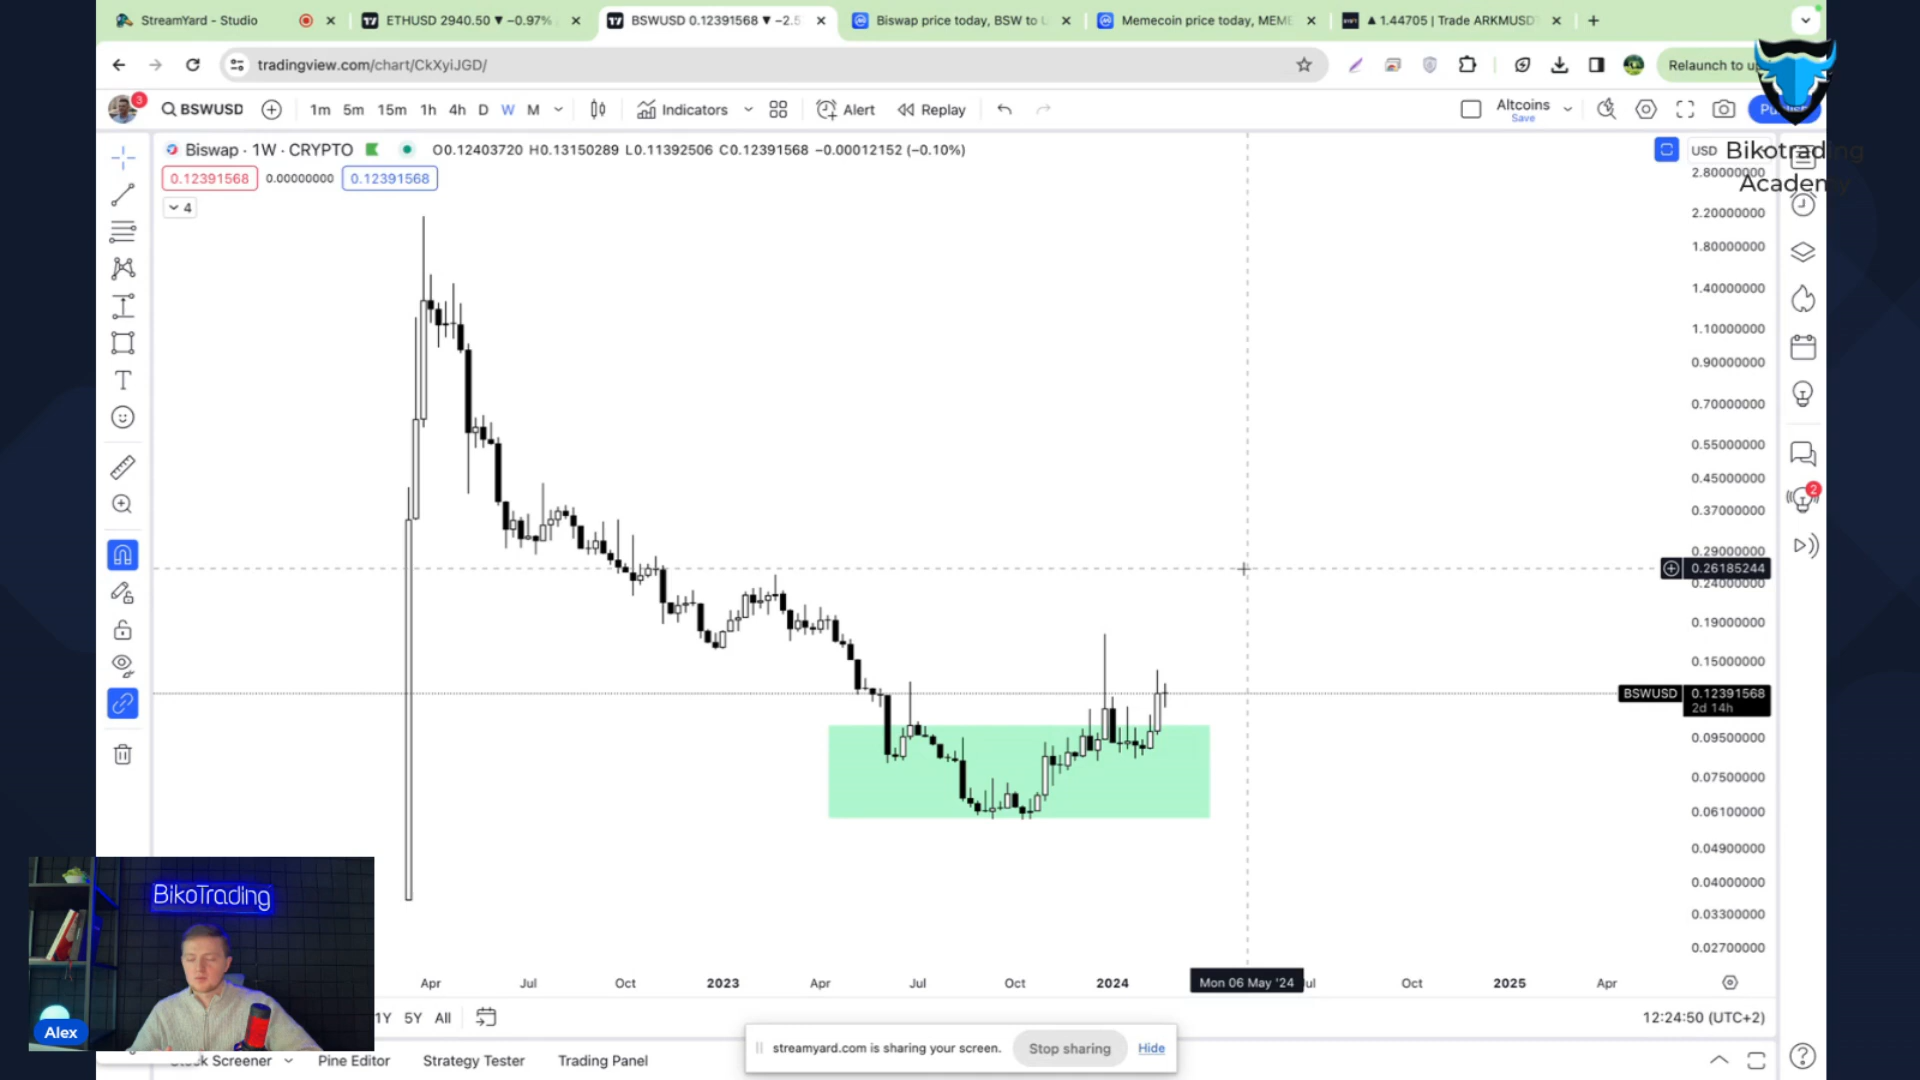 StreamYard - Studio
ETHUSD 2940.50 ▼ −0.97%
BSWUSD 0.12391568 ▼ −2.5
Biswap price today, BSW to U
Memecoin price today, MEME
▲ 1.44705 | Trade ARKMUSD
tradingview.com/chart/CkXyiJGD/
Relaunch to up
3
BSWUSD
1m 5m 15m 1h 4h D W M
Indicators
Alert
Replay
Altcoins
Save
Bikotrading
Academy
Biswap · 1W · CRYPTO
O0.12403720 H0.13150289 L0.11392506 C0.12391568 −0.00012152 (−0.10%)
USD
0.12391568 0.00000000 0.12391568
4
2.80000000
2.20000000
1.80000000
1.40000000
1.10000000
0.90000000
0.70000000
0.55000000
0.45000000
0.37000000
0.29000000
0.26185244
0.24000000
0.19000000
0.15000000
BSWUSD 0.12391568
2d 14h
0.09500000
0.07500000
0.06100000
0.04900000
0.04000000
0.03300000
0.02700000
2
Apr Jul Oct 2023 Apr Jul Oct 2024 Mon 06 May '24 Jul Oct 2025 Apr
BikoTrading
Alex
1Y 5Y All
12:24:50 (UTC+2)
streamyard.com is sharing your screen.
Stop sharing
Hide
Stock Screener
Pine Editor
Strategy Tester
Trading Panel